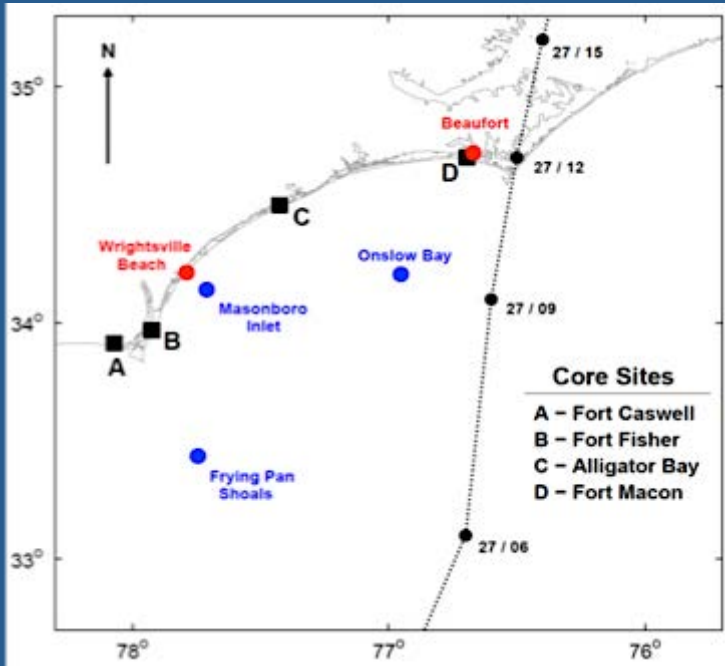 N
35°
34°
33°
27 / 15
Beaufort
D
27 / 12
C
Wrightsville
Beach
Onslow Bay
Masonboro
Inlet
27 / 09
A
B
Core Sites
A – Fort Caswell
B – Fort Fisher
C – Alligator Bay
D – Fort Macon
Frying Pan
Shoals
27 / 06
78°
77°
76°